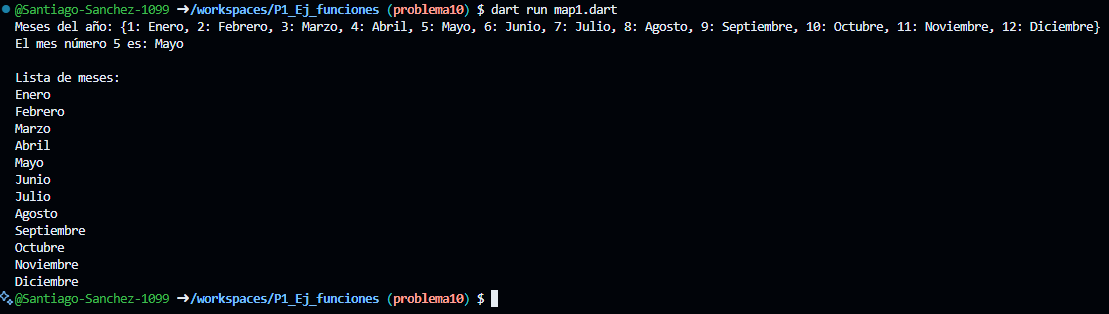 @Santiago-Sanchez-1099 ➜/workspaces/P1_Ej_funciones (problema10) $ dart run map1.dart
Meses del año: {1: Enero, 2: Febrero, 3: Marzo, 4: Abril, 5: Mayo, 6: Junio, 7: Julio, 8: Agosto, 9: Septiembre, 10: Octubre, 11: Noviembre, 12: Diciembre}
El mes número 5 es: Mayo

Lista de meses:
Enero
Febrero
Marzo
Abril
Mayo
Junio
Julio
Agosto
Septiembre
Octubre
Noviembre
Diciembre
@Santiago-Sanchez-1099 ➜/workspaces/P1_Ej_funciones (problema10) $